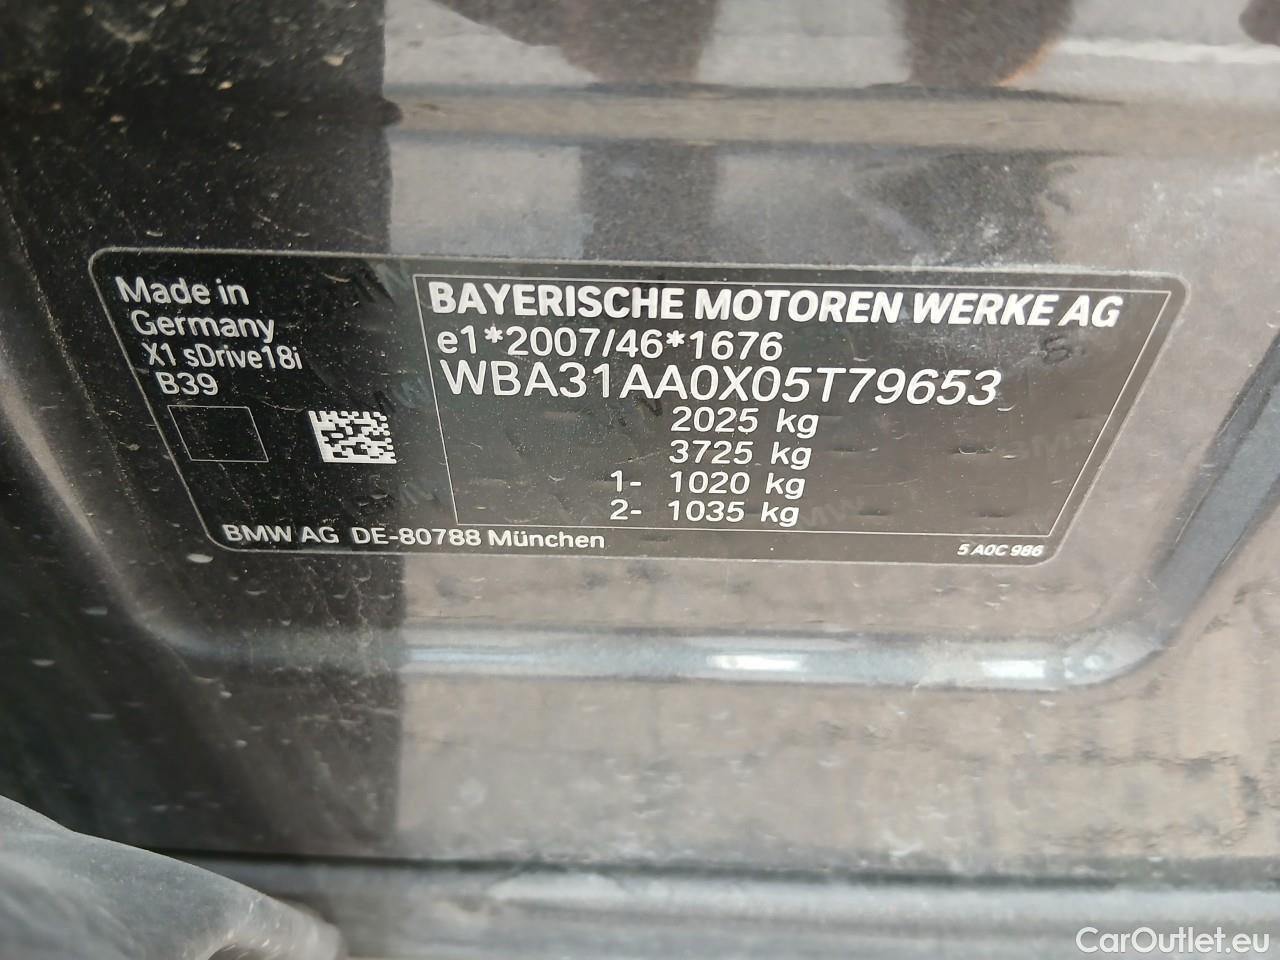 Made in
Germany
X1 sDrive18i
B39
BAYERISCHE MOTOREN WERKE AG
e1*2007/46*1676
WBA31AA0X05T79653
2025 kg
3725 kg
1- 1020 kg
2- 1035 kg
BMW AG DE-80788 München
5 A0C 986
CarOutlet.eu